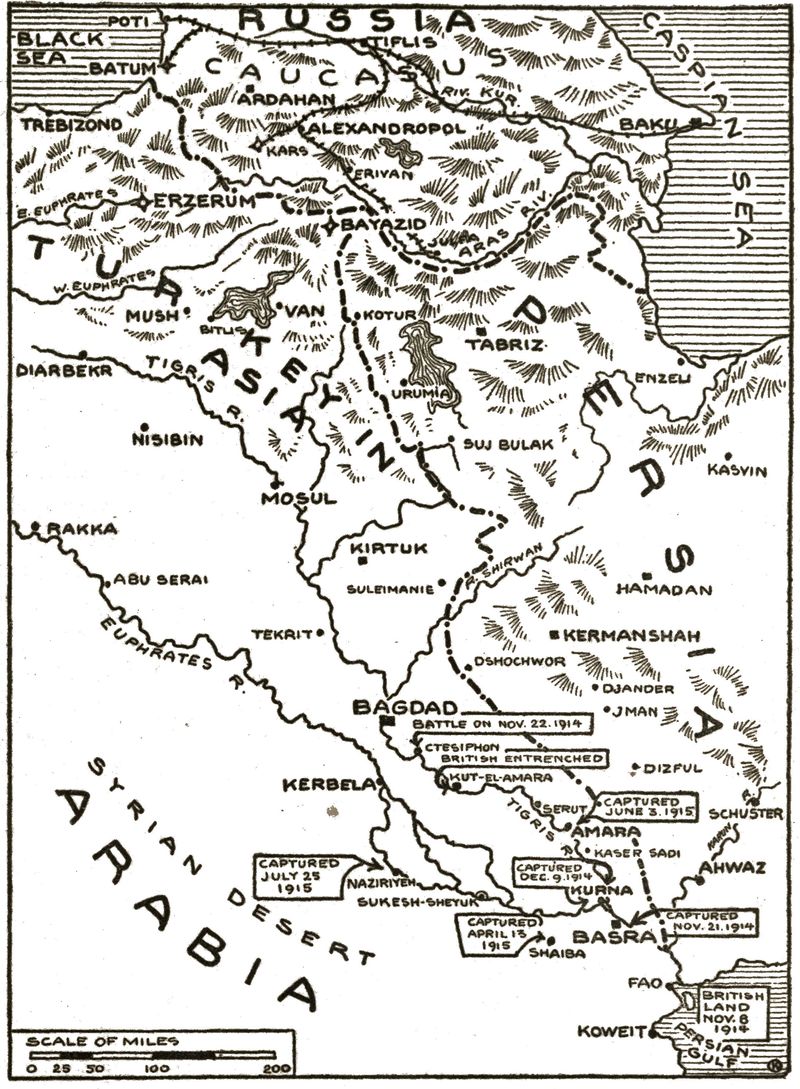 RUSSIA
POTI
BLACK
SEA
TIFLIS
BATUM
CAUCASUS
CASPIAN
SEA
RIV. KUR.
ARDAHAN
TREBIZOND
ALEXANDROPOL
BAKU
KARS
ERIVAN
E. EUPHRATES
ERZERUM
BAYAZID
JULFA
ARAS RIV.
TURKEY IN
ASIA
W. EUPHRATES
MUSH
BITLIS
VAN
KOTUR
TABRIZ
PERSIA
DIARBEKR
TIGRIS R.
URUMIA
ENZELI
NISIBIN
SUJ BULAK
KASVIN
MOSUL
RAKKA
KIRTUK
R. SHIRWAN
ABU SERAI
SULEIMANIE
HAMADAN
TEKRIT
KERMANSHAH
EUPHRATES R.
DSHOCHWOR
DJANDER
JMAN
BAGDAD
BATTLE ON NOV. 22. 1914
CTESIPHON
BRITISH ENTRENCHED
KUT-EL-AMARA
DIZFUL
KERBELA
SYRIAN DESERT
ARABIA
TIGRIS R.
SERUT
CAPTURED
JUNE 3. 1915
SCHUSTER
AMARA
KASER SADI
KARUN
R.
CAPTURED
JULY 25
1915
NAZIRIYEH
SUKESH-SHEYUK
CAPTURED
DEC. 9. 1914
KURNA
AHWAZ
CAPTURED
APRIL 13
1915
SHAIBA
BASRA
CAPTURED
NOV. 21. 1914
FAO
BRITISH
LAND
NOV. 8
1914
KOWEIT
PERSIAN
GULF
SCALE OF MILES
0 25 50 100 200